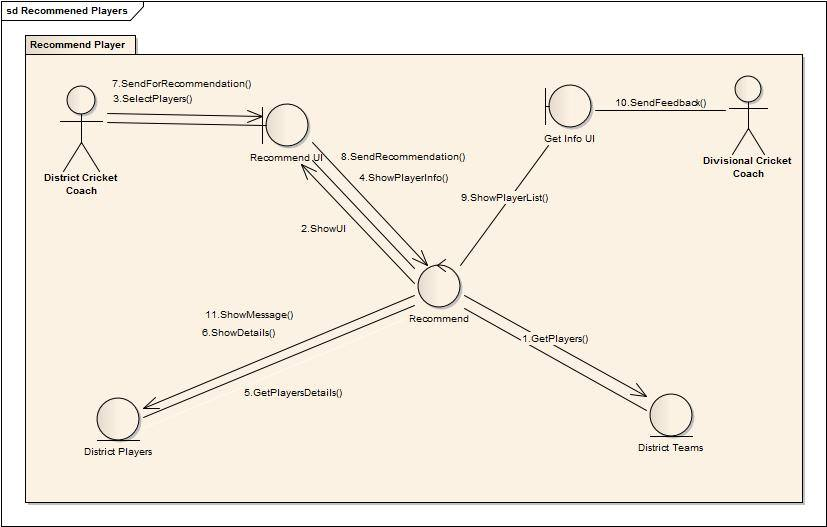 sd Recommened Players
Recommend Player
7.SendForRecommendation()
3.SelectPlayers()
10.SendFeedback()
Recommend UI
Get Info UI
8.SendRecommendation()
4.ShowPlayerInfo()
District Cricket
Coach
Divisional Cricket
Coach
9.ShowPlayerList()
2.ShowUI
Recommend
11.ShowMessage()
6.ShowDetails()
1.GetPlayers()
5.GetPlayersDetails()
District Players
District Teams